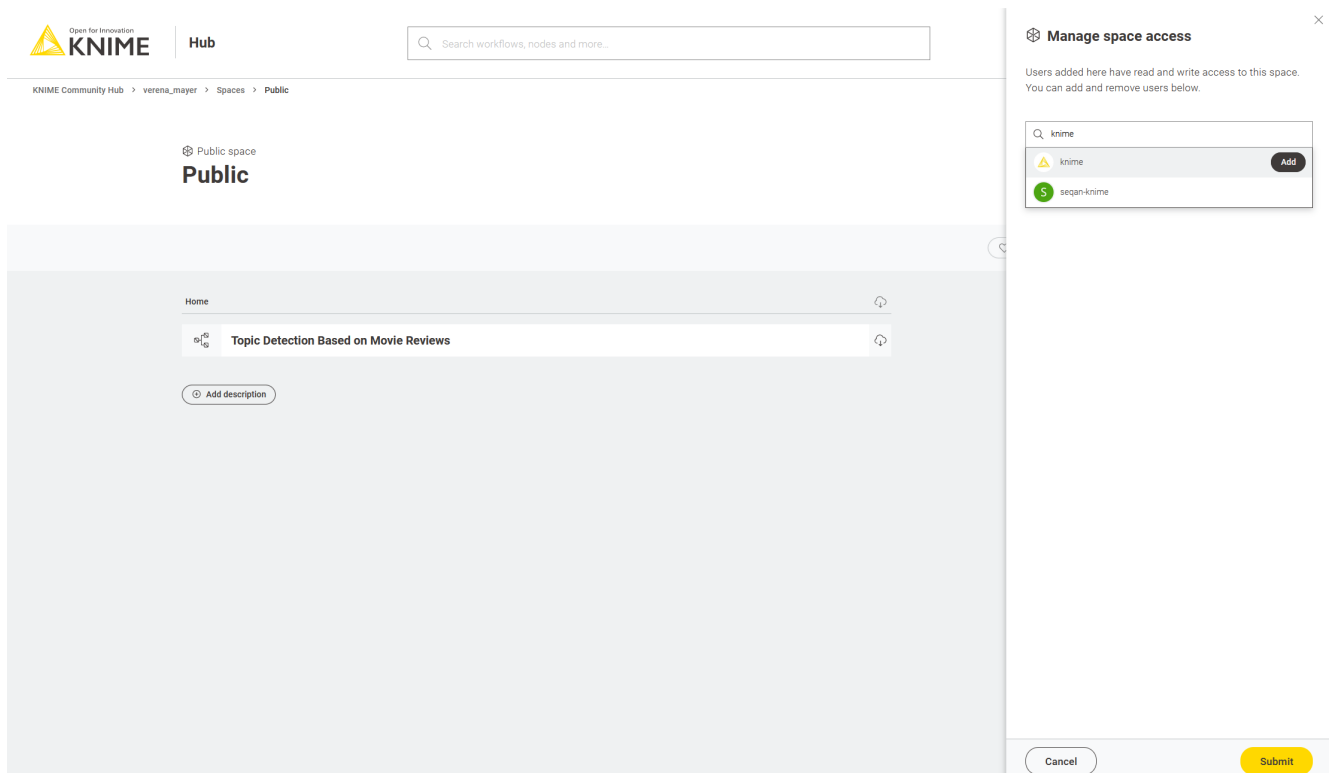 Open for Innovation
KNIME
Hub
Search workflows, nodes and more...
KNIME Community Hub > verena_mayer > Spaces > Public
Public space
Public
Home
Topic Detection Based on Movie Reviews
Add description
Manage space access
Users added here have read and write access to this space.
You can add and remove users below.
knime
knime
Add
S
seqan-knime
Cancel
Submit